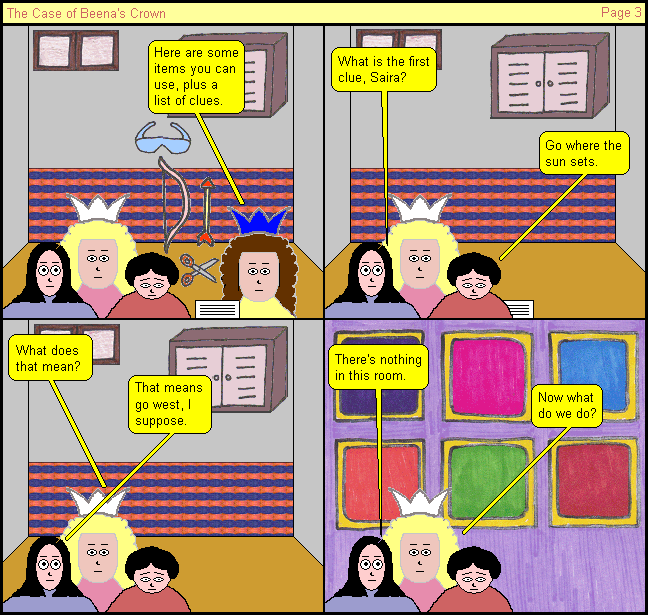 The Case of Beena's Crown
Page 3
Here are some
items you can
use, plus a
list of clues.
What is the first
clue, Saira?
Go where the
sun sets.
What does
that mean?
That means
go west, I
suppose.
There's nothing
in this room.
Now what
do we do?